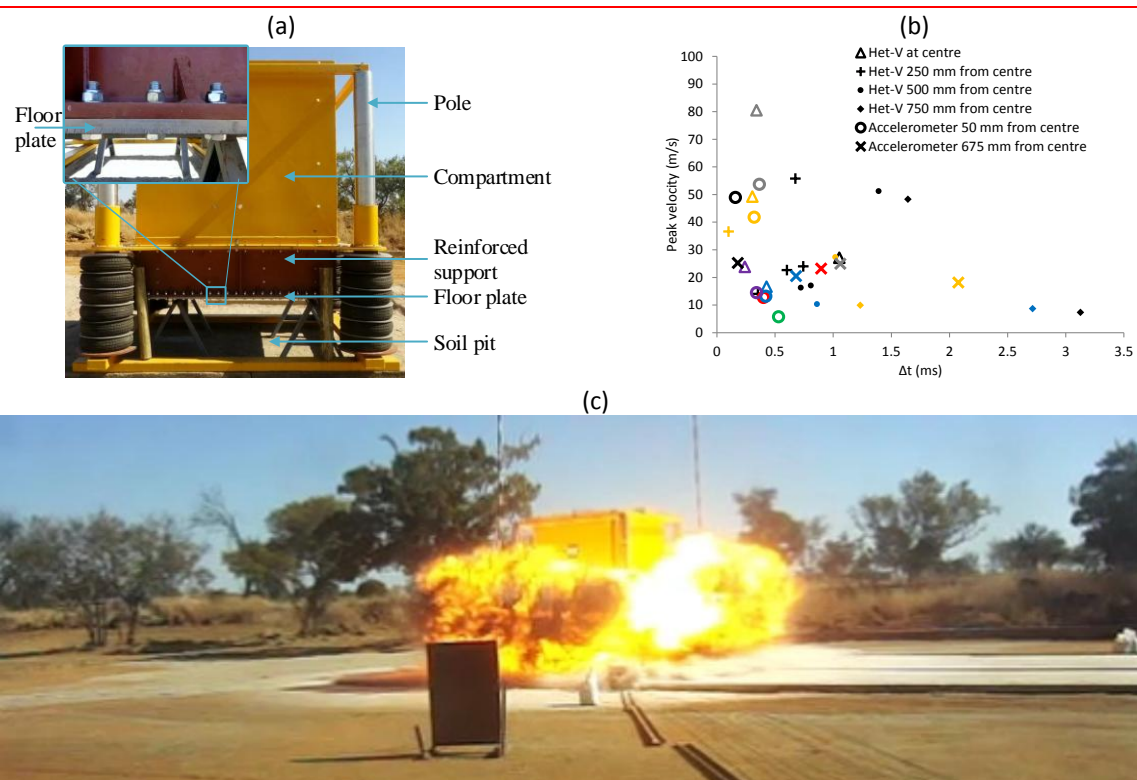 (a)
Floor
plate
Pole
Compartment
Reinforced
support
Floor plate
Soil pit
(b)
Het-V at centre
Het-V 250 mm from centre
Het-V 500 mm from centre
Het-V 750 mm from centre
Accelerometer 50 mm from centre
Accelerometer 675 mm from centre
Peak velocity (m/s)
100
90
80
70
60
50
40
30
20
10
0
0 0.5 1 1.5 2 2.5 3 3.5
Δt (ms)
(c)